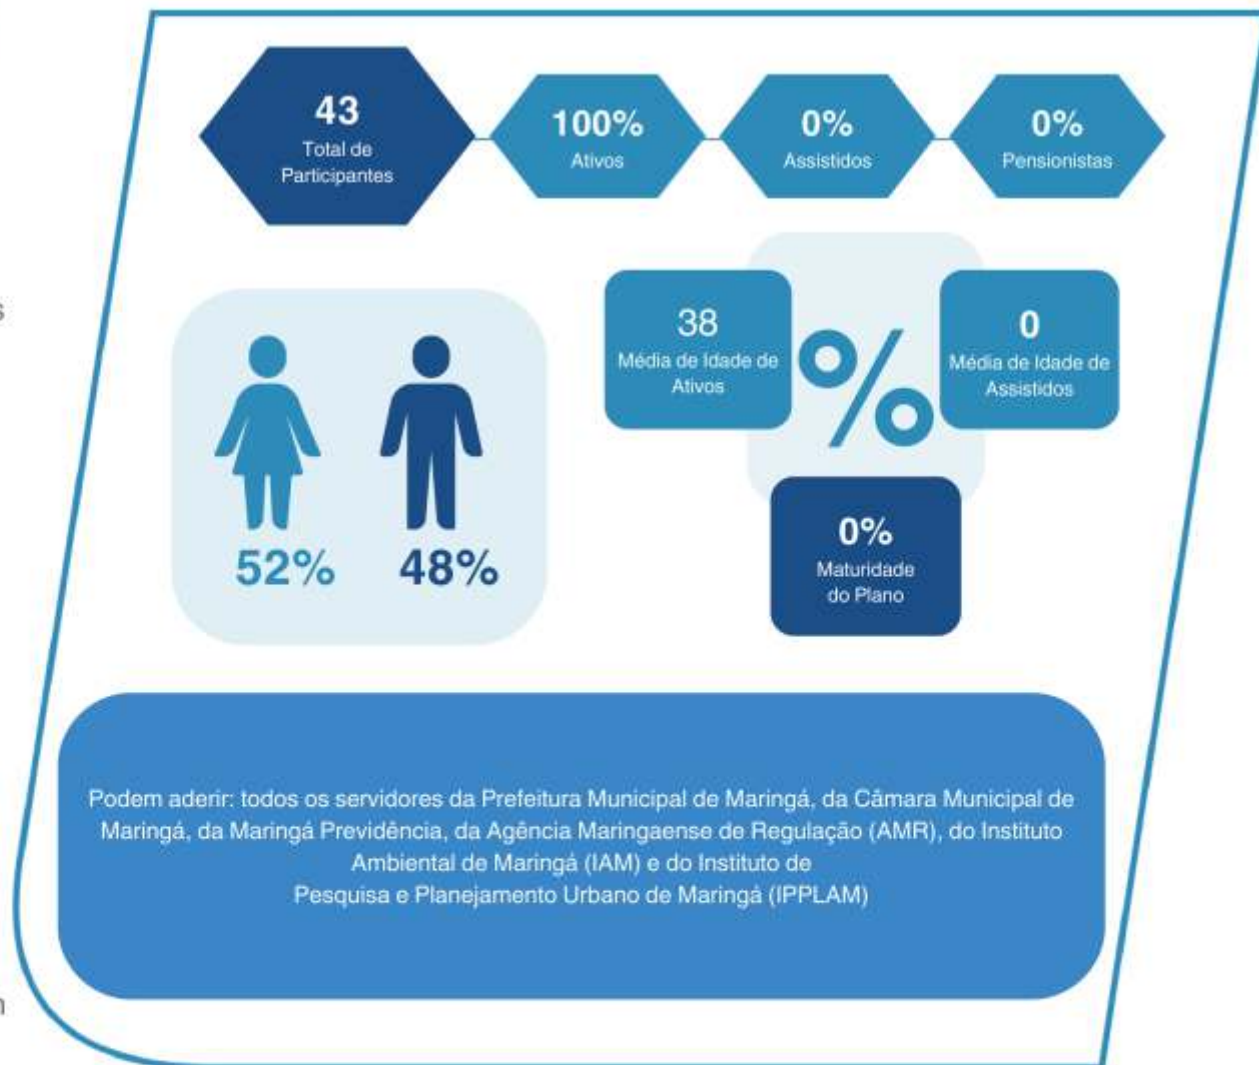 43
Total de
Participantes
100%
Ativos
0%
Assistidos
0%
Pensionistas
38
Média de Idade de
Ativos
0
Média de Idade de
Assistidos
%
0%
Maturidade
do Plano
52%
48%
Podem aderir: todos os servidores da Prefeitura Municipal de Maringá, da Câmara Municipal de
Maringá, da Maringá Previdência, da Agência Maringaense de Regulação (AMR), do Instituto
Ambiental de Maringá (IAM) e do Instituto de
Pesquisa e Planejamento Urbano de Maringá (IPPLAM)